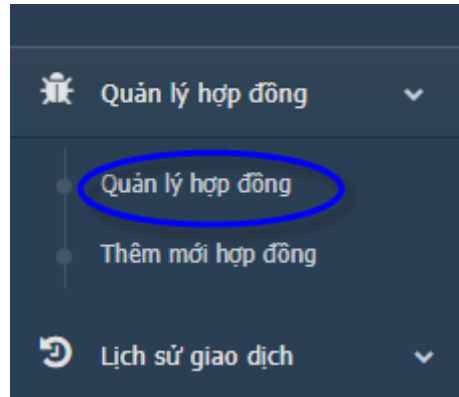 Quản lý hợp đồng
Quản lý hợp đồng
Thêm mới hợp đồng
Lịch sử giao dịch